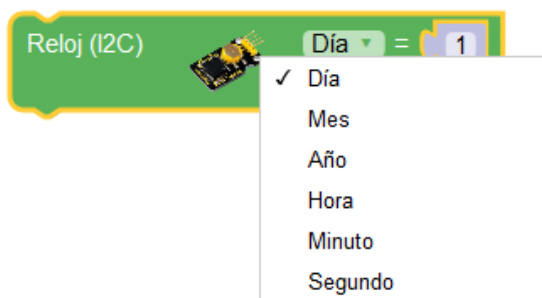 Reloj (I2C) Día ▾ = 1
✓ Día
Mes
Año
Hora
Minuto
Segundo